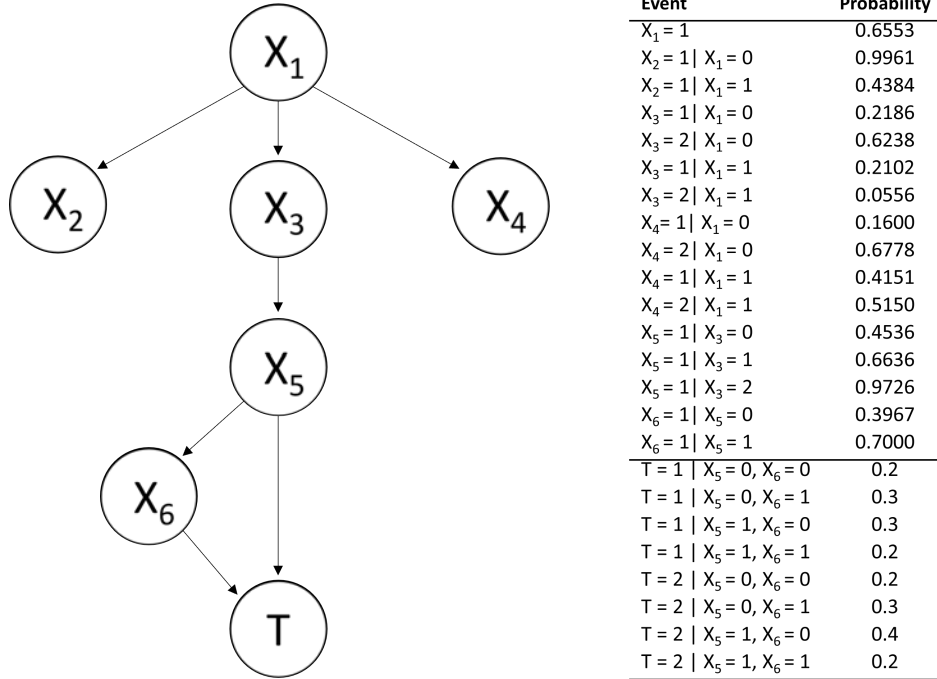 X1
X2
X3
X4
X5
X6
T
Event Probability
X1 = 1 0.6553
X2 = 1| X1 = 0 0.9961
X2 = 1| X1 = 1 0.4384
X3 = 1| X1 = 0 0.2186
X3 = 2| X1 = 0 0.6238
X3 = 1| X1 = 1 0.2102
X3 = 2| X1 = 1 0.0556
X4 = 1| X1 = 0 0.1600
X4 = 2| X1 = 0 0.6778
X4 = 1| X1 = 1 0.4151
X4 = 2| X1 = 1 0.5150
X5 = 1| X3 = 0 0.4536
X5 = 1| X3 = 1 0.6636
X5 = 1| X3 = 2 0.9726
X6 = 1| X5 = 0 0.3967
X6 = 1| X5 = 1 0.7000
T = 1 | X5 = 0, X6 = 0 0.2
T = 1 | X5 = 0, X6 = 1 0.3
T = 1 | X5 = 1, X6 = 0 0.3
T = 1 | X5 = 1, X6 = 1 0.2
T = 2 | X5 = 0, X6 = 0 0.2
T = 2 | X5 = 0, X6 = 1 0.3
T = 2 | X5 = 1, X6 = 0 0.4
T = 2 | X5 = 1, X6 = 1 0.2